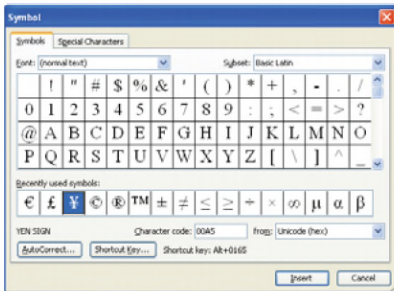 Symbol
Symbols Special Characters
Font: (normal text) Subset: Basic Latin
! " # $ % & ' ( ) * + , - . /
0 1 2 3 4 5 6 7 8 9 : ; < = > ?
@ A B C D E F G H I J K L M N O
P Q R S T U V W X Y Z [ \ ] ^ _
Recently used symbols:
€ £ ¥ © ® ™ ± ≠ ≤ ≥ ÷ × ∞ µ α β
YEN SIGN Character code: 00A5 from: Unicode (hex)
AutoCorrect... Shortcut Key... Shortcut key: Alt+0165
Insert Cancel